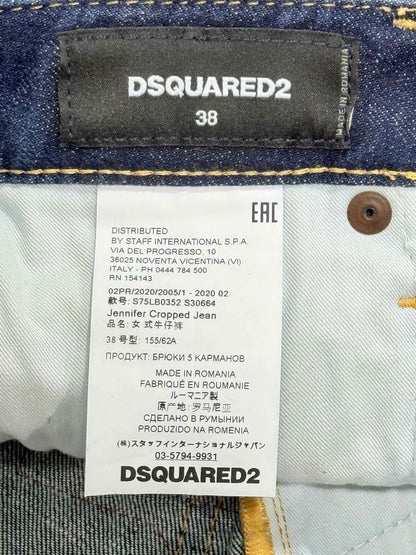 DSQUARED2
38
MADE IN ROMANIA
EAC
DISTRIBUTED
BY STAFF INTERNATIONAL S.P.A.
VIA DEL PROGRESSO, 10
36025 NOVENTA VICENTINA (VI)
ITALY - PH 0444 784 500
RN 154143
02PR/2020/2005/1 - 2020 02
款号: S75LB0352 S30664
Jennifer Cropped Jean
品名: 女式牛仔裤
38 号型: 155/62A
ПРОДУКТ: БРЮКИ 5 КАРМАНОВ
MADE IN ROMANIA
FABRIQUÉ EN ROUMANIE
ルーマニア製
原产地: 罗马尼亚
СДЕЛАНО В РУМЫНИИ
PRODUZIDO NA ROMENIA
(株)スタッフインターナショナルジャパン
03-5794-9931
DSQUARED2